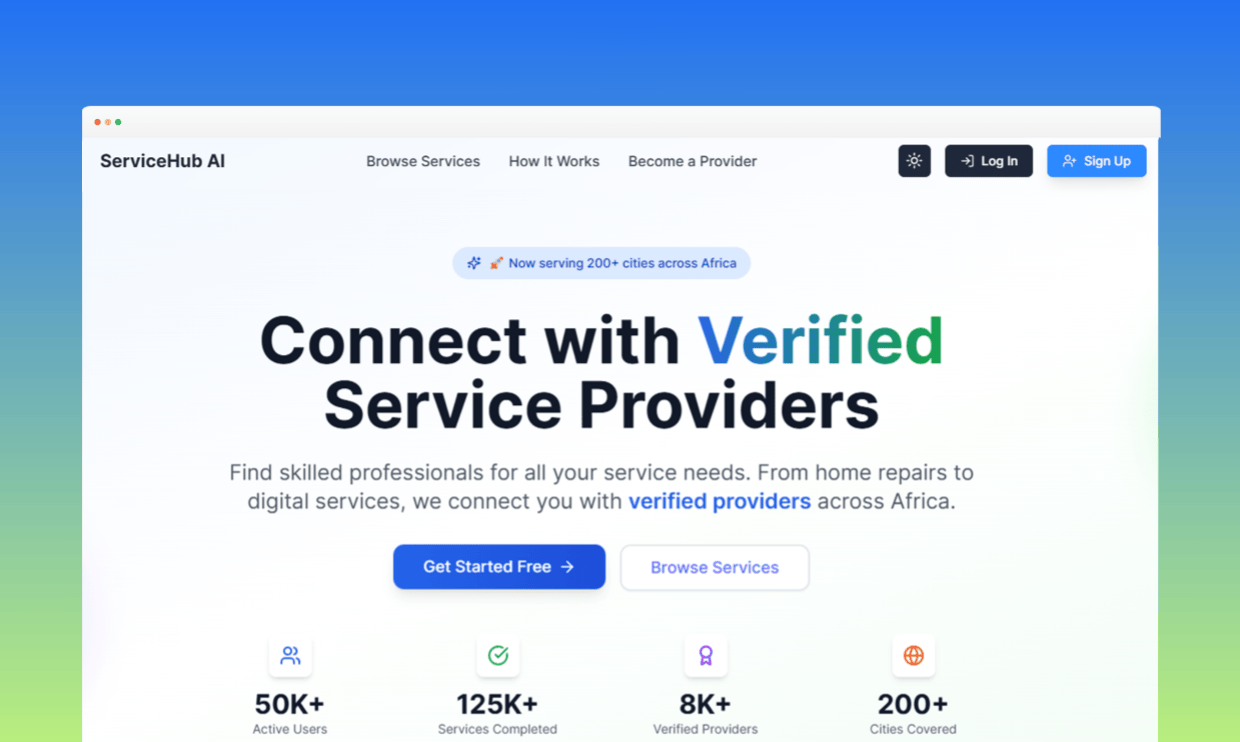 ServiceHub AI
Browse Services How It Works Become a Provider
Log In
Sign Up
🚀 Now serving 200+ cities across Africa
Connect with Verified
Service Providers
Find skilled professionals for all your service needs. From home repairs to
digital services, we connect you with verified providers across Africa.
Get Started Free →
Browse Services
50K+
Active Users
125K+
Services Completed
8K+
Verified Providers
200+
Cities Covered